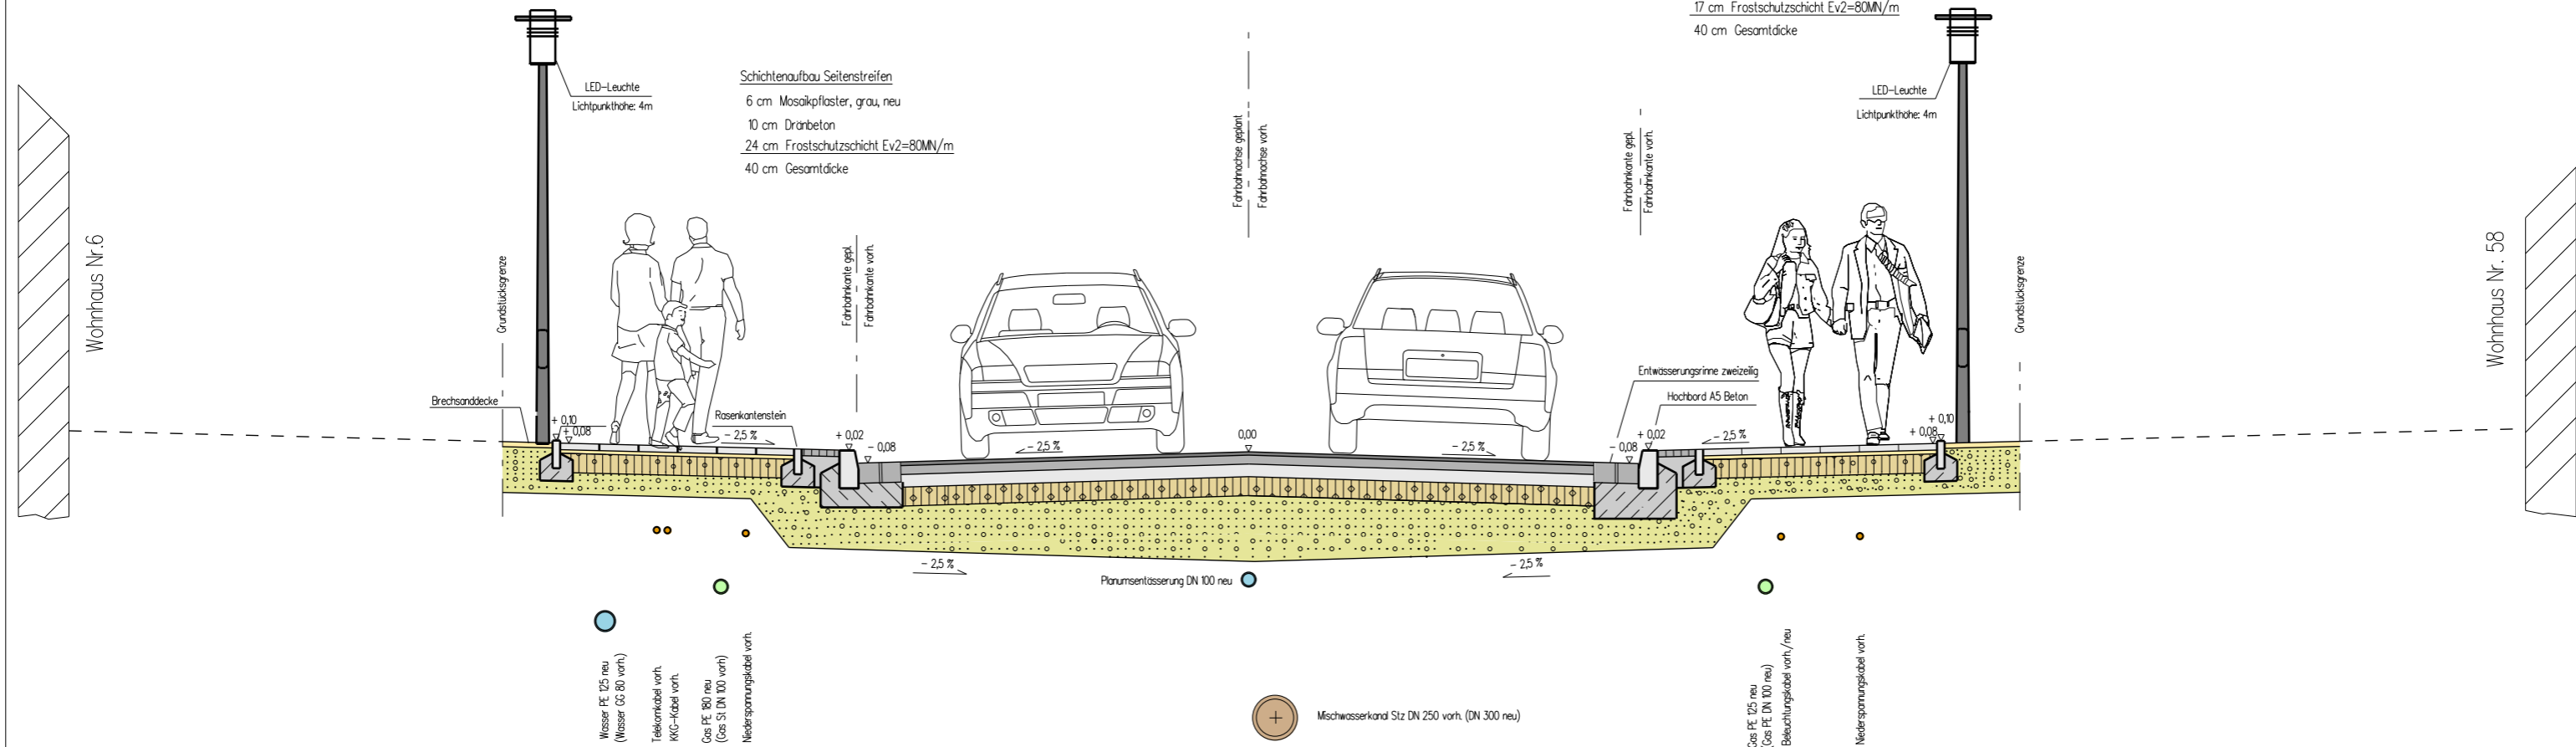 17 cm Frostschutzschicht Ev2=80MN/m
40 cm Gesamtdicke
LED-Leuchte
Lichtpunkthöhe: 4m
Schichtenaufbau Seitenstreifen
6 cm Mosaikpflaster, grau, neu
10 cm Dränbeton
24 cm Frostschutzschicht Ev2=80MN/m
40 cm Gesamtdicke
LED-Leuchte
Lichtpunkthöhe: 4m
Fahrbahnachse geplant
Fahrbahnachse vorh.
Fahrbahnkante gepl.
Fahrbahnkante vorh.
Fahrbahnkante gepl.
Fahrbahnkante vorh.
Wohnhaus Nr.6
Grundstücksgrenze
Grundstücksgrenze
Wohnhaus Nr. 58
Brechsanddecke
+ 0,10
+ 0,08
Rasenkantenstein
- 2,5 %
+ 0,02
- 0,08
- 2,5 %
0,00
- 2,5 %
Entwässerungsrinne zweizeilig
Hochbord A5 Beton
- 0,08
+ 0,02
- 2,5 %
+ 0,10
+ 0,08
- 2,5 %
- 2,5 %
Planumsentässerung DN 100 neu
Wasser PE 125 neu
(Wasser GG 80 vorh.)
Telekomkabel vorh.
KKG-Kabel vorh.
Gas PE 180 neu
(Gas St DN 100 vorh)
Niederspannungskabel vorh.
Mischwasserkanal Stz DN 250 vorh. (DN 300 neu)
Gas PE 125 neu
(Gas PE DN 100 neu)
Beleuchtungskabel vorh./neu
Niederspannungskabel vorh.